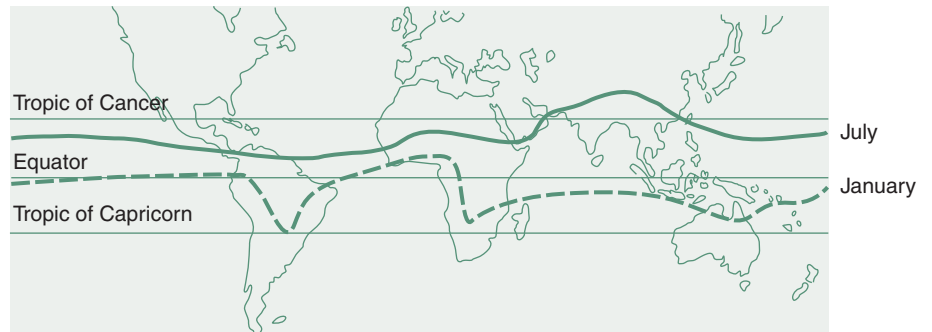 Tropic of Cancer
July
Equator
January
Tropic of Capricorn